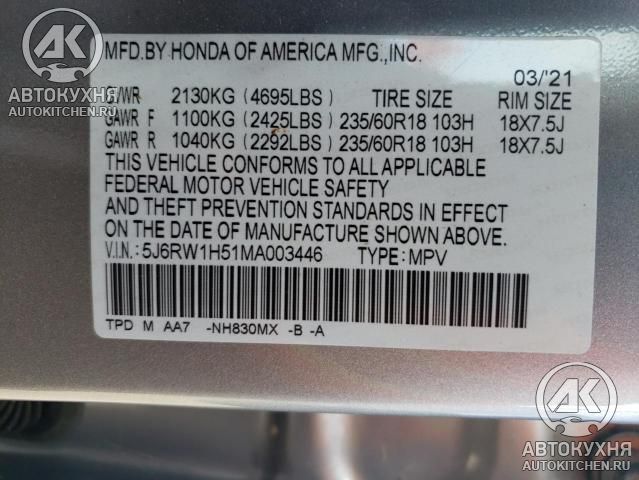 MFD.BY HONDA OF AMERICA MFG.,INC.
03/'21
VWR 2130KG (4695LBS) TIRE SIZE RIM SIZE
GAWR F 1100KG (2425LBS) 235/60R18 103H 18X7.5J
GAWR R 1040KG (2292LBS) 235/60R18 103H 18X7.5J
THIS VEHICLE CONFORMS TO ALL APPLICABLE
FEDERAL MOTOR VEHICLE SAFETY
AND THEFT PREVENTION STANDARDS IN EFFECT
ON THE DATE OF MANUFACTURE SHOWN ABOVE.
V.I.N.: 5J6RW1H51MA003446 TYPE: MPV
TPD M AA7 -NH830MX -B -A
АК
АВТОКУХНЯ
AUTOKITCHEN.RU
АК
АВТОКУХНЯ
AUTOKITCHEN.RU